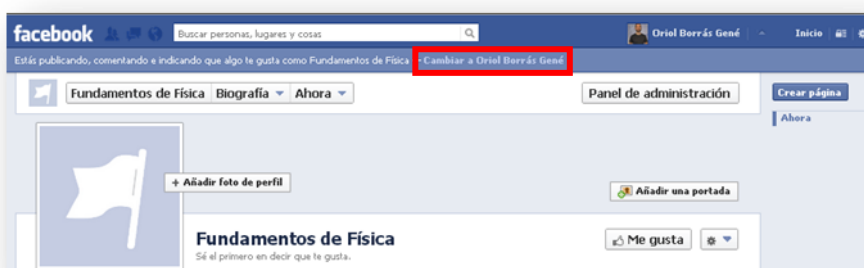 facebook Buscar personas, lugares y cosas Oriol Borrás Gené Inicio
Estás publicando, comentando e indicando que algo te gusta como Fundamentos de Física - Cambiar a Oriol Borrás Gené
Fundamentos de Física Biografía Ahora Panel de administración Crear página
Ahora
+ Añadir foto de perfil
Añadir una portada
Fundamentos de Física Me gusta
Sé el primero en decir que te gusta.